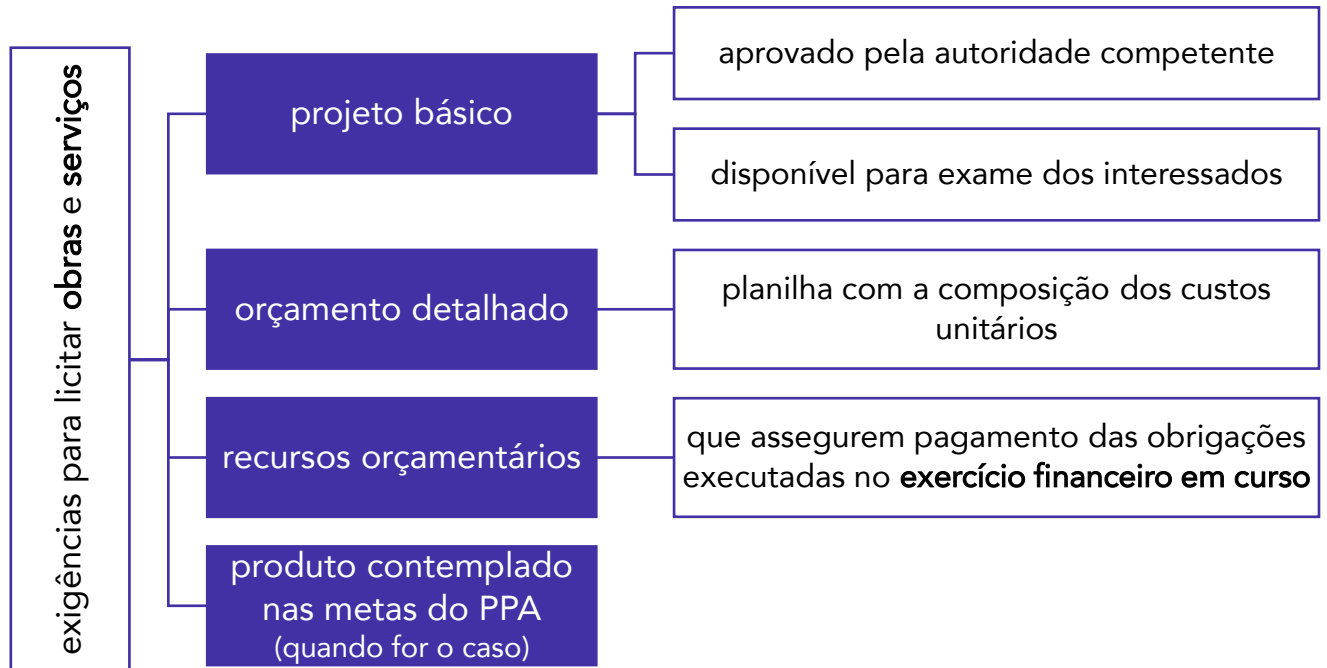 exigências para licitar obras e serviços
projeto básico
aprovado pela autoridade competente
disponível para exame dos interessados
orçamento detalhado
planilha com a composição dos custos
unitários
recursos orçamentários
que assegurem pagamento das obrigações
executadas no exercício financeiro em curso
produto contemplado
nas metas do PPA
(quando for o caso)